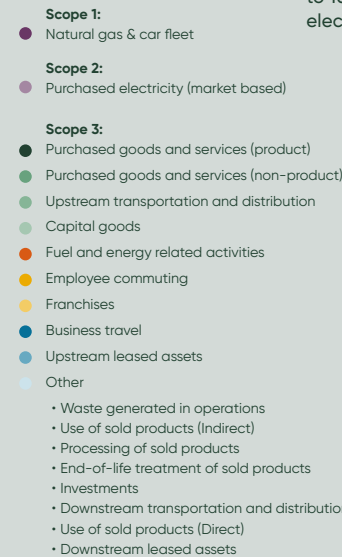 Scope 1:
Natural gas & car fleet
Scope 2:
Purchased electricity (market based)
Scope 3:
Purchased goods and services (product)
Purchased goods and services (non-product)
Upstream transportation and distribution
Capital goods
Fuel and energy related activities
Employee commuting
Franchises
Business travel
Upstream leased assets
Other
• Waste generated in operations
• Use of sold products (Indirect)
• Processing of sold products
• End-of-life treatment of sold products
• Investments
• Downstream transportation and distribution
• Use of sold products (Direct)
• Downstream leased assets